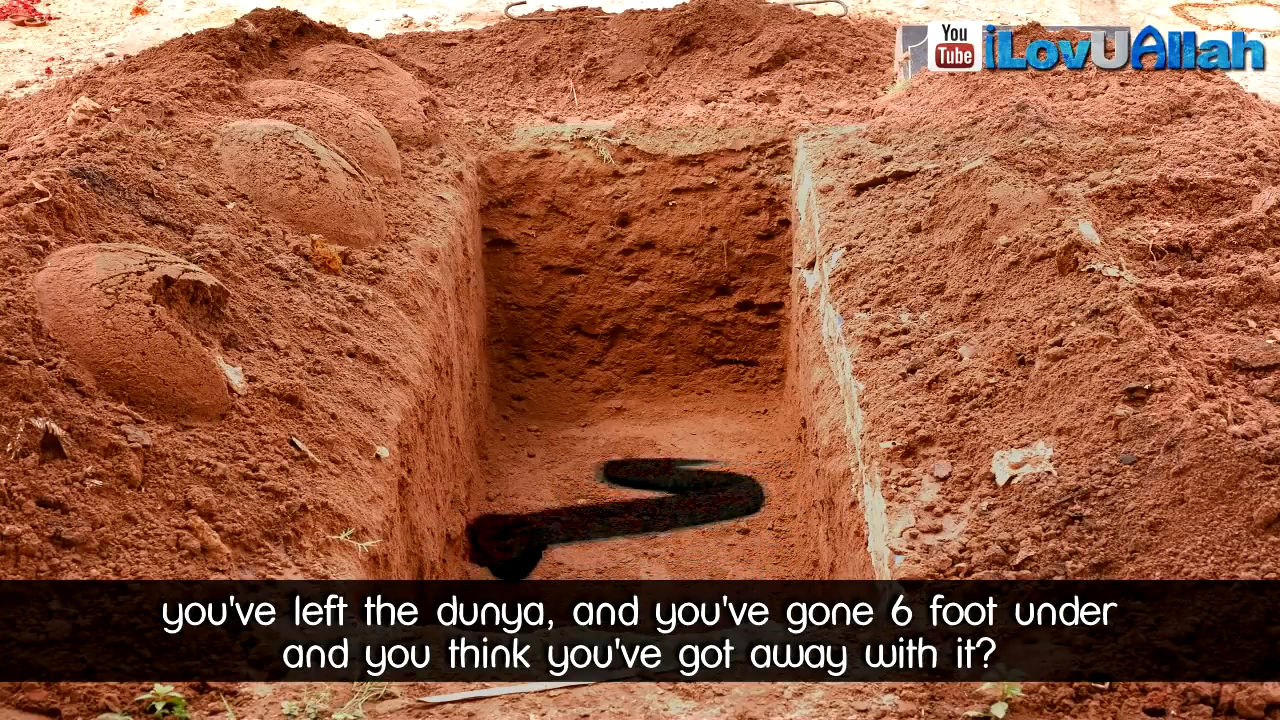 You
Tube
iLovUAllah
you've left the dunya, and you've gone 6 foot under
and you think you've got away with it?